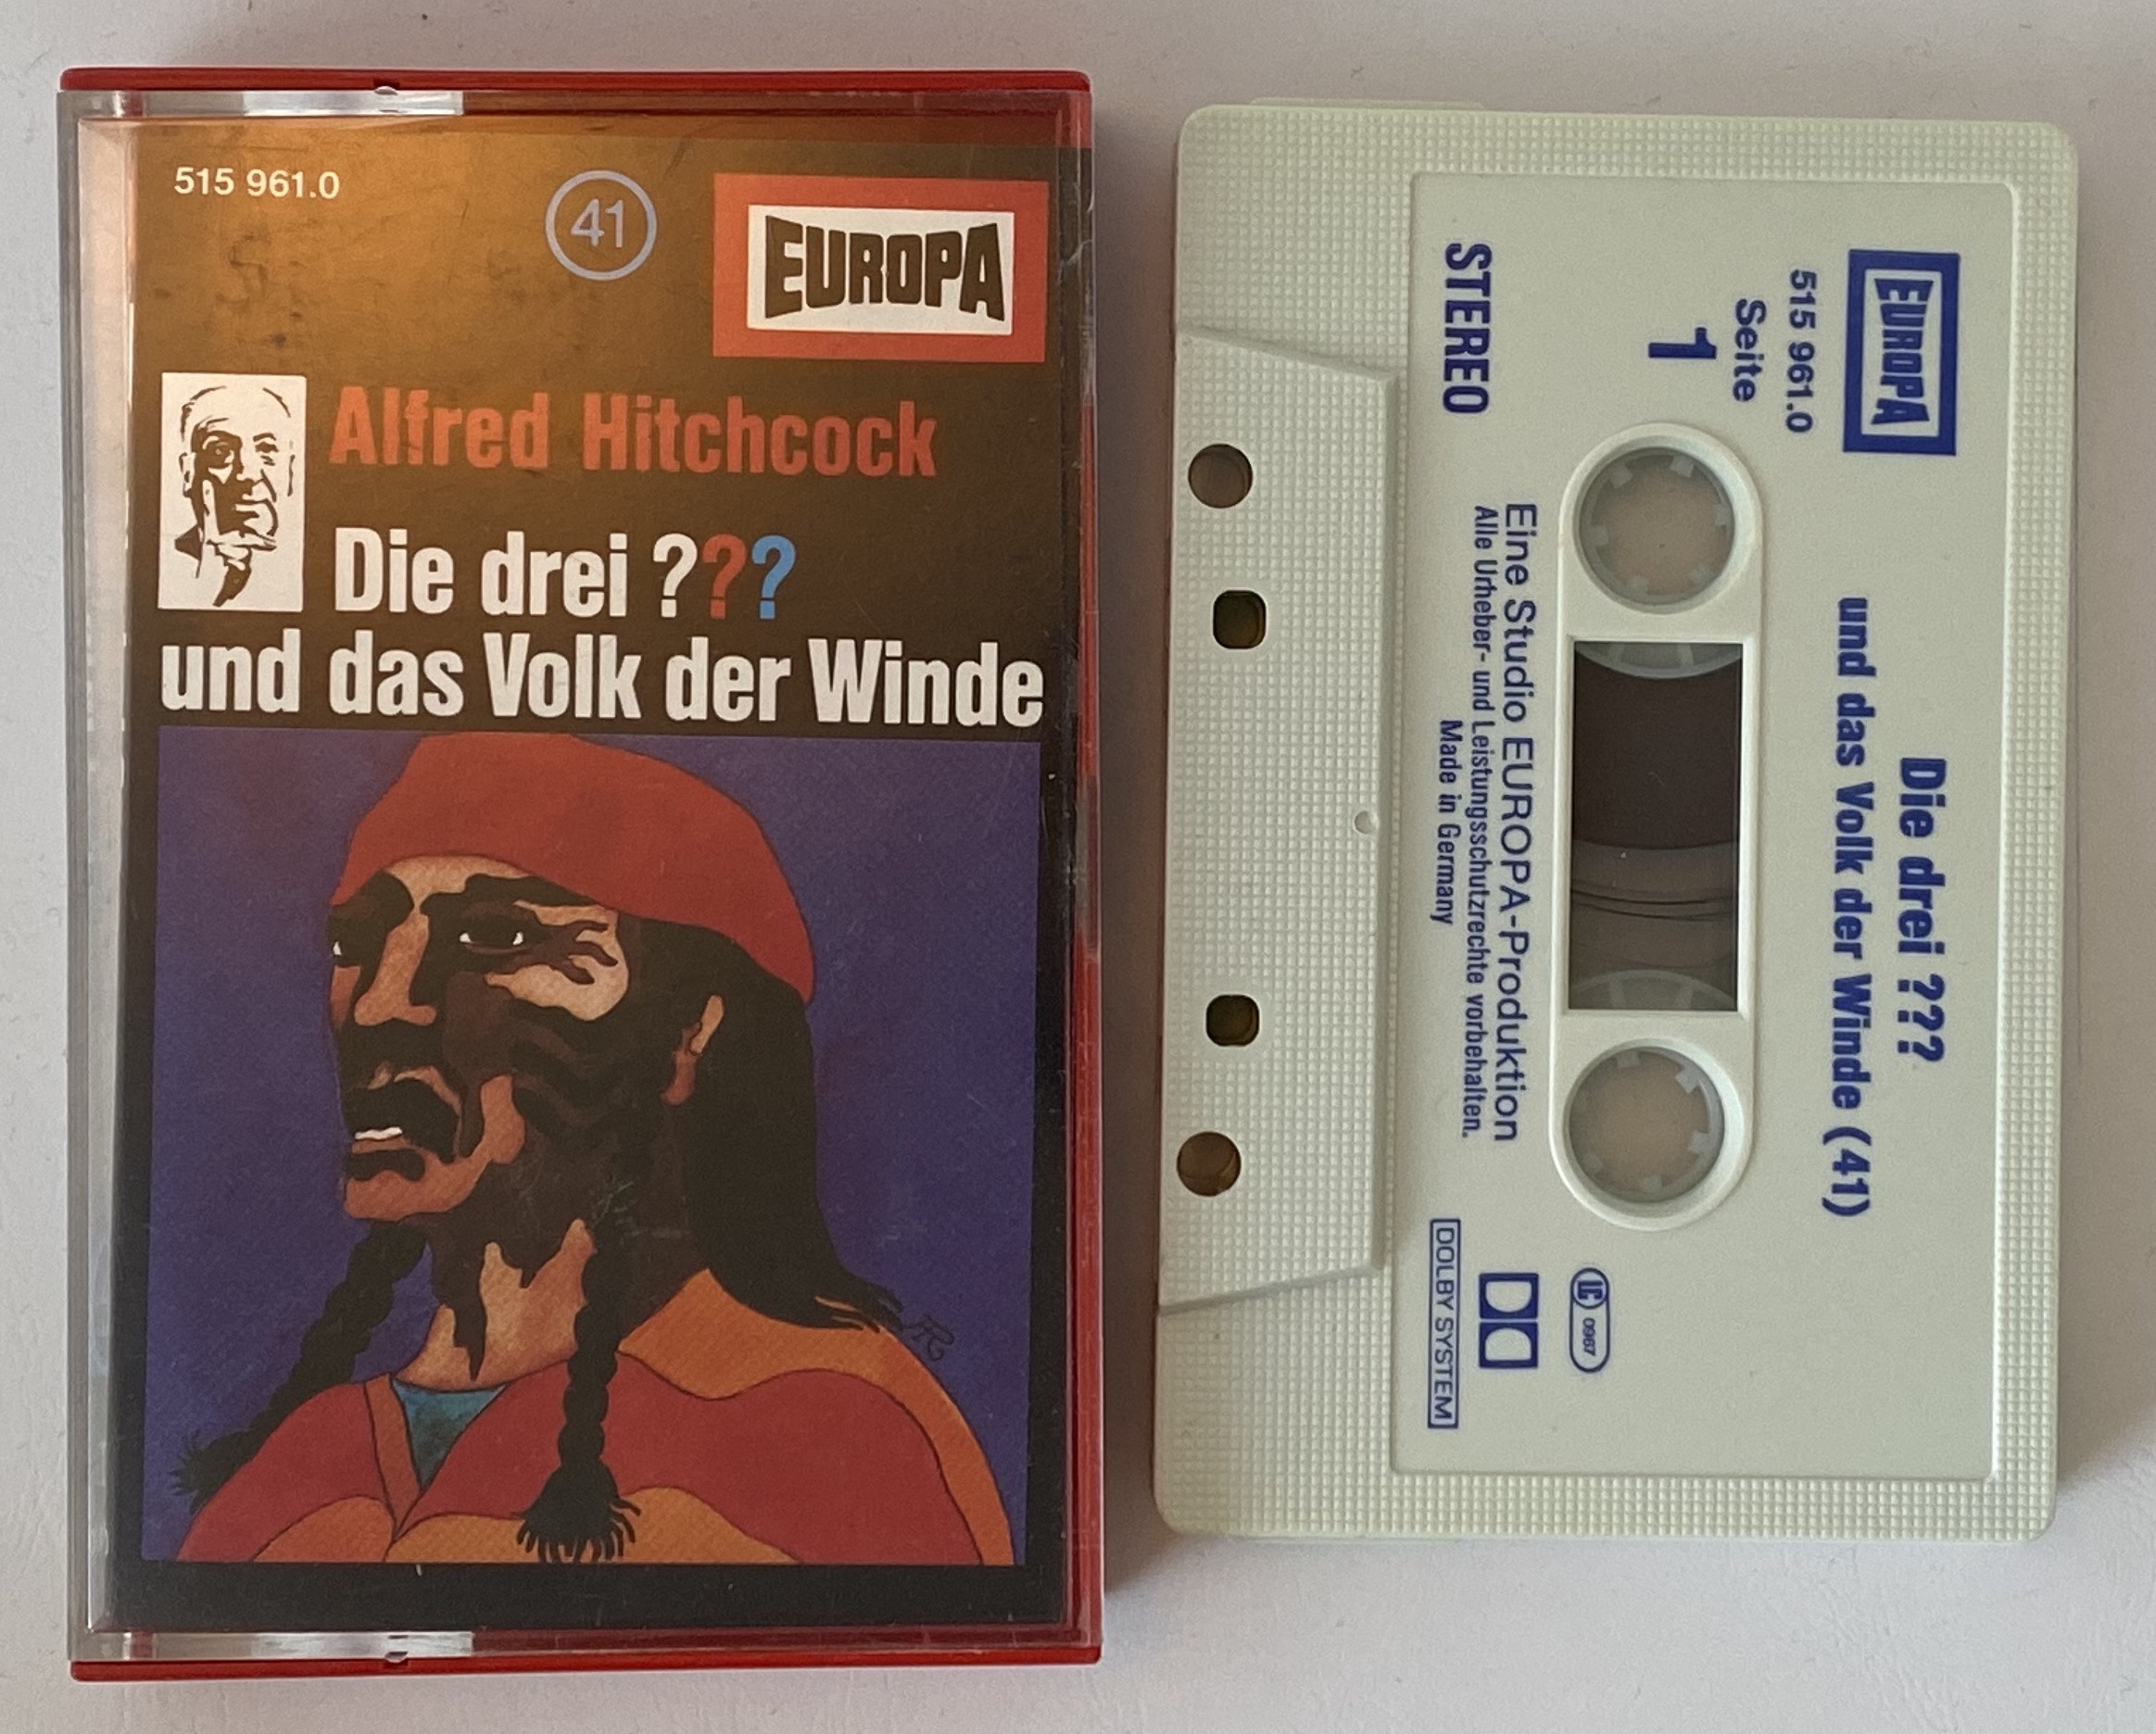 515 961.0
41
EUROPA
Alfred Hitchcock
Die drei ???
und das Volk der Winde
EUROPA
515 961.0
Seite
1
STEREO
Die drei ???
und das Volk der Winde (41)
Eine Studio EUROPA-Produktion
Alle Urheber- und Leistungsschutzrechte vorbehalten.
Made in Germany
LC 0967
DOLBY SYSTEM